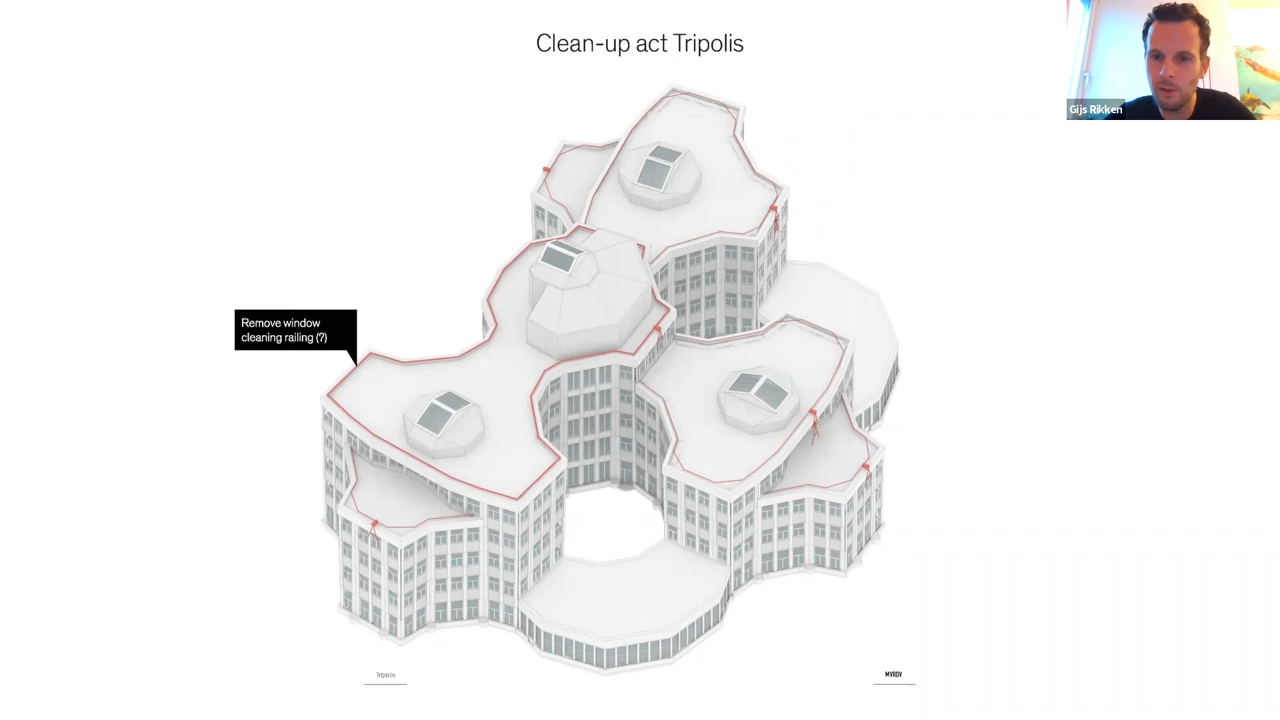 Clean-up act Tripolis
Gijs Rikken
Remove window
cleaning railing (?)
Tripolis
MVRDV